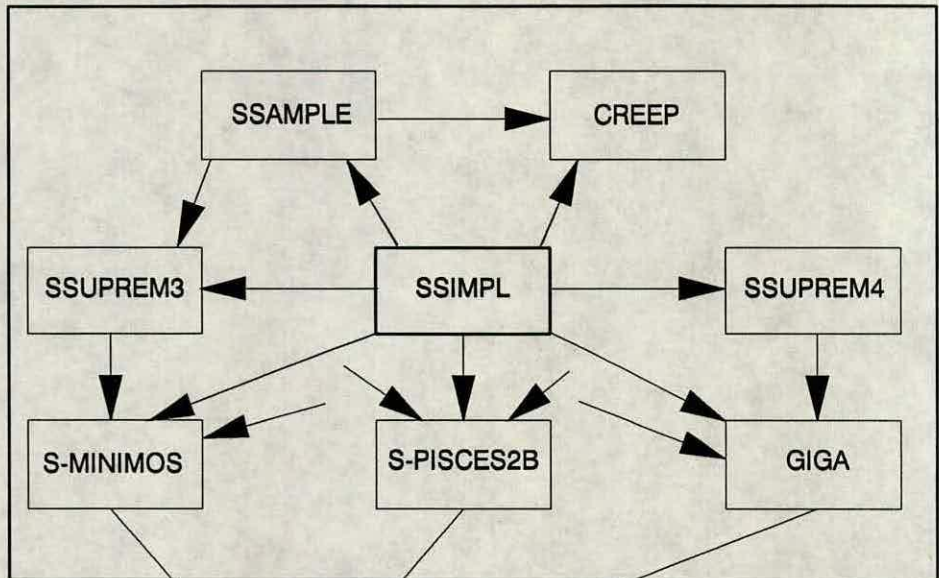 SSAMPLE
CREEP
SSUPREM3
SSIMPL
SSUPREM4
S-MINIMOS
S-PISCES2B
GIGA